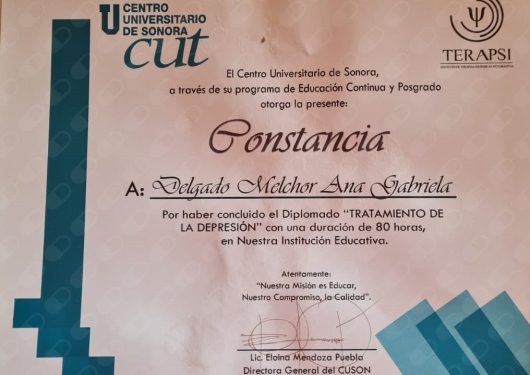 CENTRO
UNIVERSITARIO
DE SONORA
cut
TERAPSI
El Centro Universitario de Sonora,
a través de su programa de Educación Continua y Posgrado
otorga la presente:
Constancia
A: Delgado Melchor Ana Gabriela
Por haber concluido el Diplomado “TRATAMIENTO DE
LA DEPRESIÓN” con una duración de 80 horas,
en Nuestra Institución Educativa.
Atentamente:
“Nuestra Misión es Educar,
Nuestro Compromiso, la Calidad”.
Lic. Eloina Mendoza Puebla
Directora General del CUSON